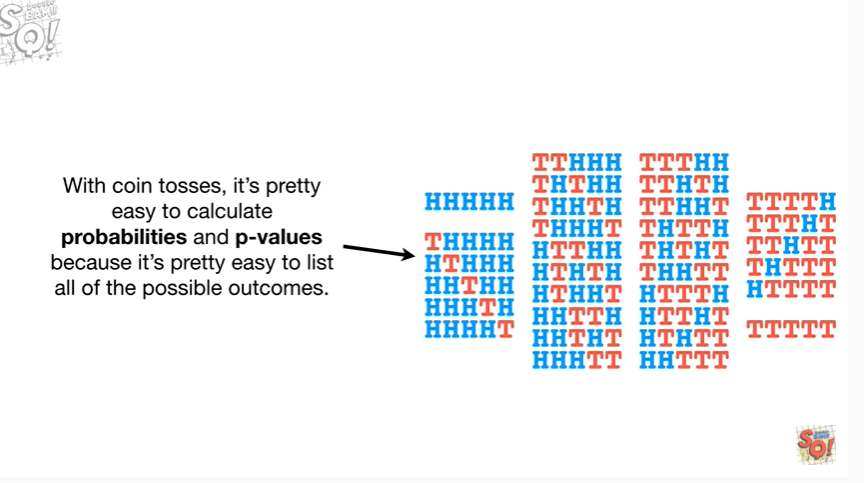 With coin tosses, it's pretty
easy to calculate
probabilities and p-values
because it's pretty easy to list
all of the possible outcomes.
HHHHH
THHHH
HTHHH
HHTHH
HHHTH
HHHHT
TTHHH
THTHH
THHTH
THHHT
HTTHH
HTHTH
HTHHT
HHTTH
HHTHT
HHHTT
TTTHH
TTHTH
TTHHT
THTTH
THTHT
THHTT
HTTTH
HTTHT
HTHTT
HHTTT
TTTTH
TTTHT
TTHTT
THTTT
HTTTT
TTTTT
SQ!